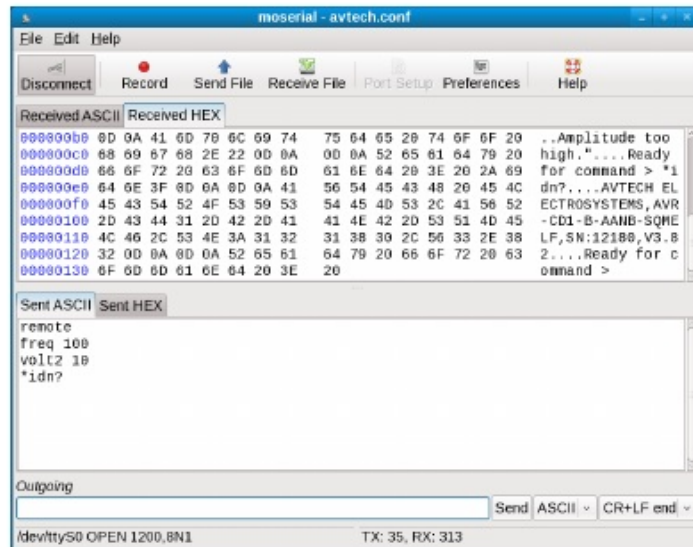 moserial - avtech.conf
File Edit Help
Disconnect Record Send File Receive File Port Setup Preferences Help
Received ASCII Received HEX
000000b0 0D 0A 41 6D 70 6C 69 74 75 64 65 20 74 6F 6F 20 ..Amplitude too
000000c0 68 69 67 68 2E 22 0D 0A 0D 0A 52 65 61 64 79 20 high."....Ready
000000d0 66 6F 72 20 63 6F 6D 6D 61 6E 64 20 3E 20 2A 69 for command > *i
000000e0 64 6E 3F 0D 0A 0D 0A 41 56 54 45 43 48 20 45 4C dn?....AVTECH EL
000000f0 45 43 54 52 4F 53 59 53 54 45 4D 53 2C 41 56 52 ECTROSYSTEMS,AVR
00000100 2D 43 44 31 2D 42 2D 41 41 4E 42 2D 53 51 4D 45 -CD1-B-AANB-SQME
00000110 4C 46 2C 53 4E 3A 31 32 31 38 30 2C 56 33 2E 38 LF,SN:12180,V3.8
00000120 32 0D 0A 0D 0A 52 65 61 64 79 20 66 6F 72 20 63 2....Ready for c
00000130 6F 6D 6D 61 6E 64 20 3E 20 ommand >
Sent ASCII Sent HEX
remote
freq 100
volt2 10
*idn?
Outgoing
Send ASCII CR+LF end
/dev/ttyS0 OPEN 1200,8N1 TX: 35, RX: 313